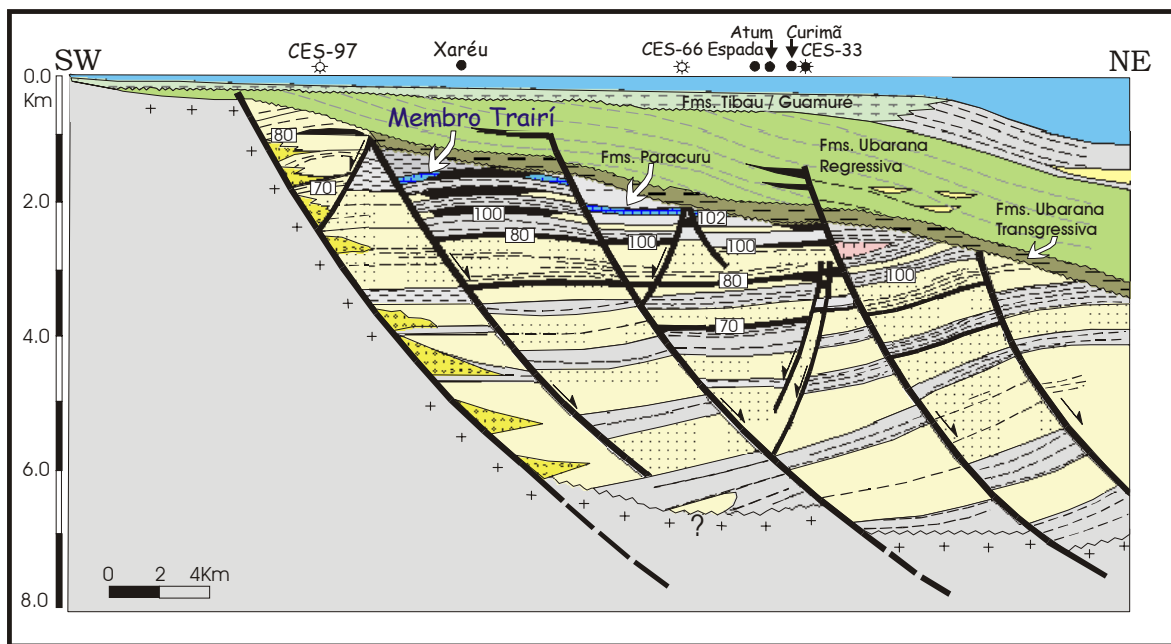 Atum Curimã
SW CES-97 Xaréu CES-66 Espada CES-33 NE
0.0
Km
Fms. Tibau / Guamure
Membro Trairí
80
Fms. Paracuru
Fms. Ubarana
Regressiva
70
2.0
100
102
Fms. Ubarana
Transgressiva
80
100
100
80
100
70
4.0
6.0
?
0 2 4Km
8.0